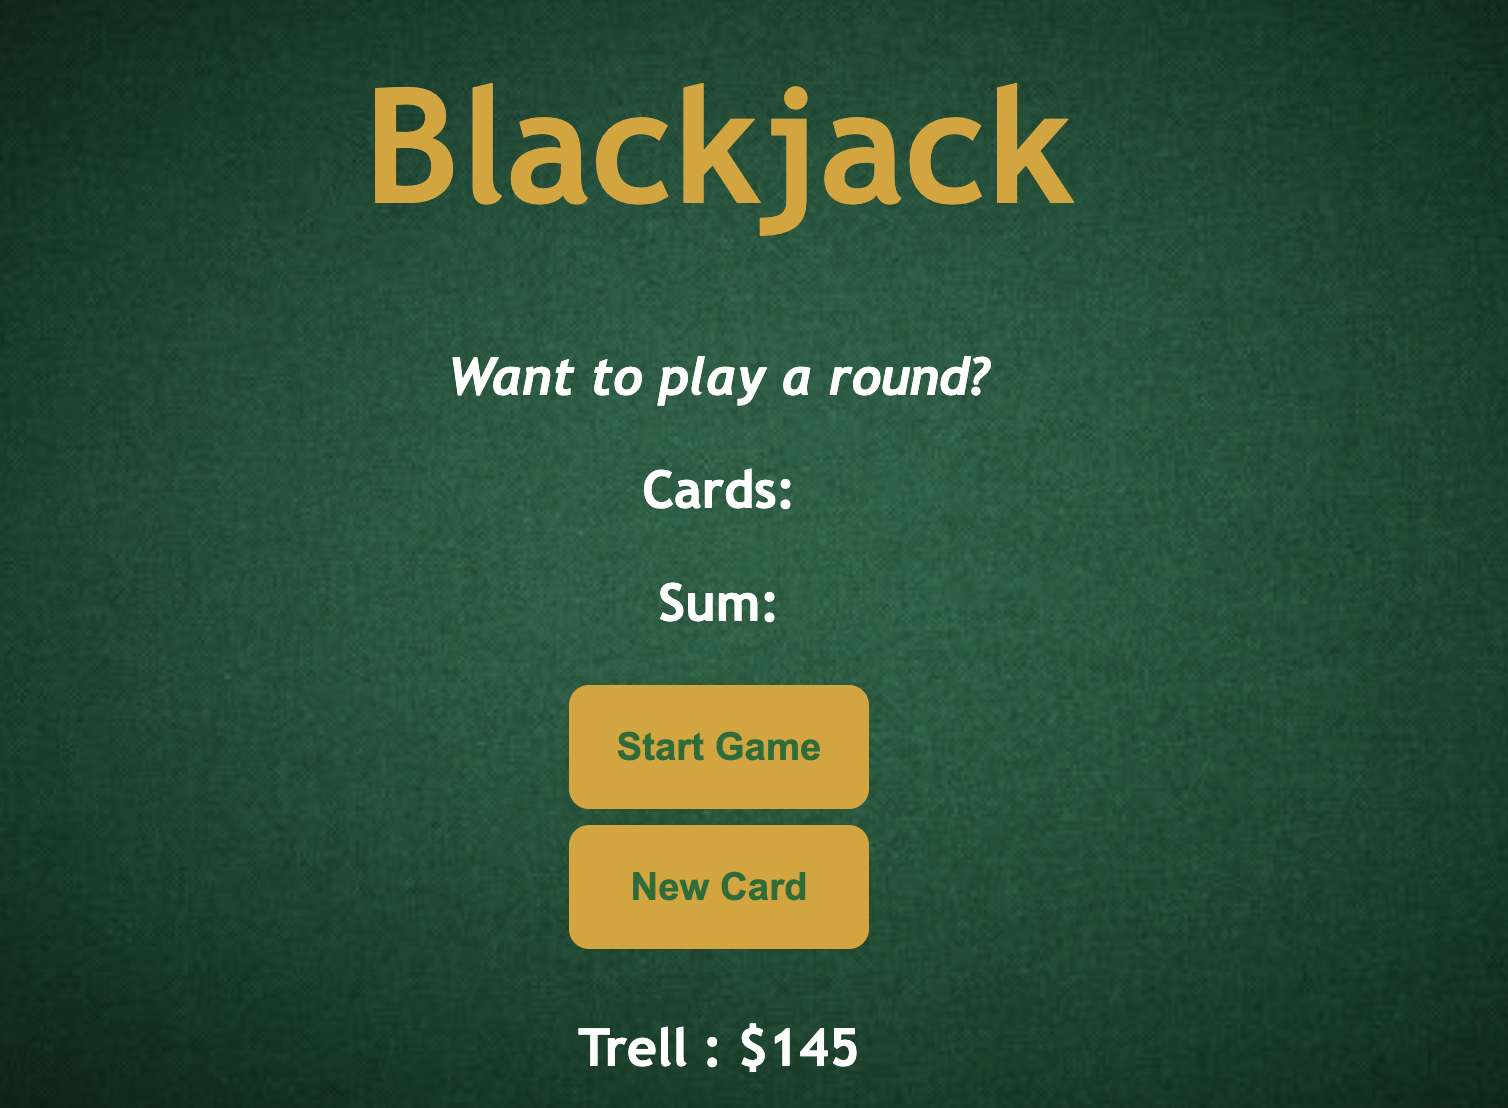 Blackjack
Want to play a round?
Cards:
Sum:
Start Game
New Card
Trell : $145